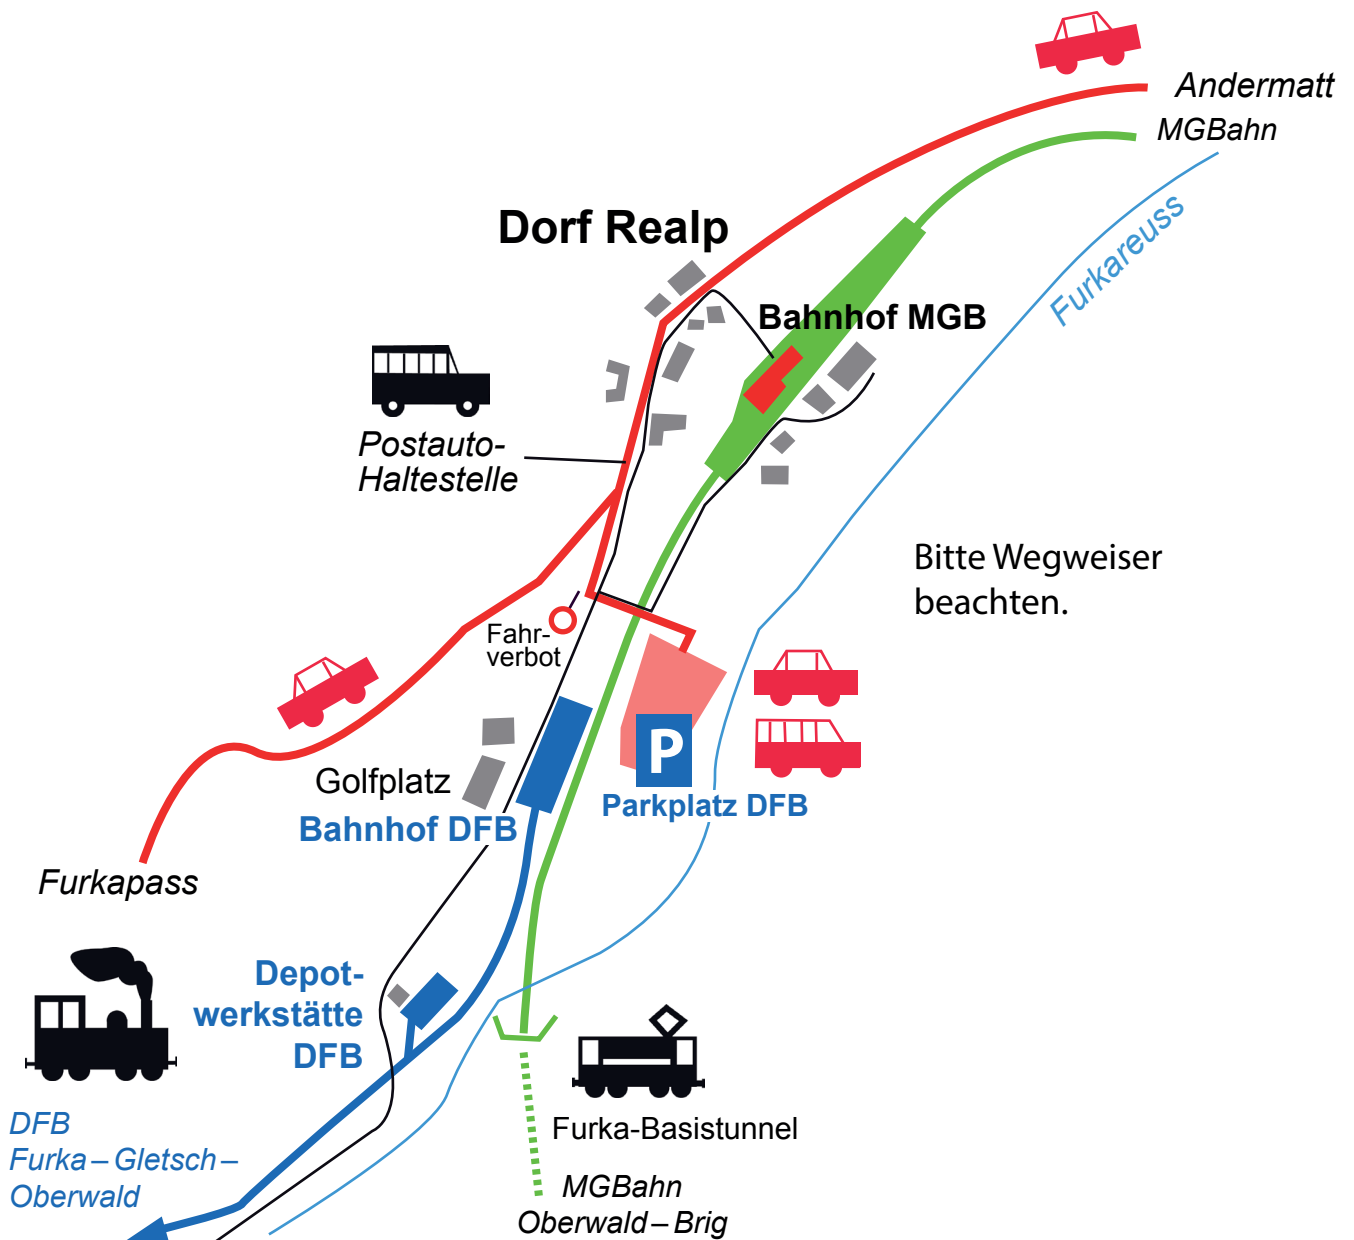 Andermatt
MGBahn
Furkareuss
Dorf Realp
Bahnhof MGB
Postauto-
Haltestelle
Bitte Wegweiser
beachten.
Fahr-
verbot
Golfplatz
Bahnhof DFB
P
Parkplatz DFB
Furkapass
Depot-
werkstätte
DFB
DFB
Furka – Gletsch –
Oberwald
Furka-Basistunnel
MGBahn
Oberwald – Brig